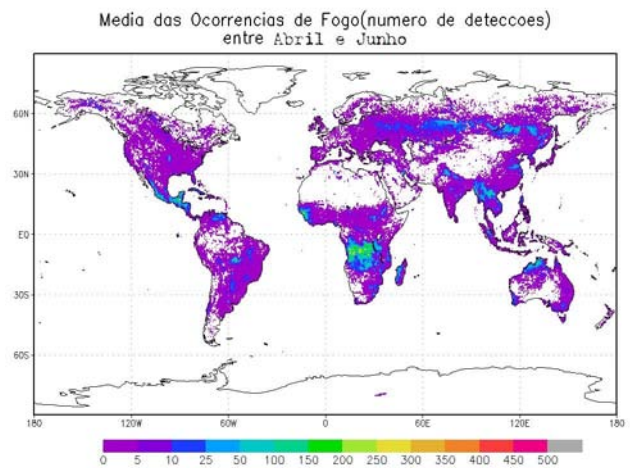 Media das Ocorrencias de Fogo(numero de deteccoes)
entre Abril e Junho
60N
30N
EQ
30S
60S
180 120W 60W 0 60E 120E 180
0 5 10 25 50 100 150 200 250 300 350 400 450 500